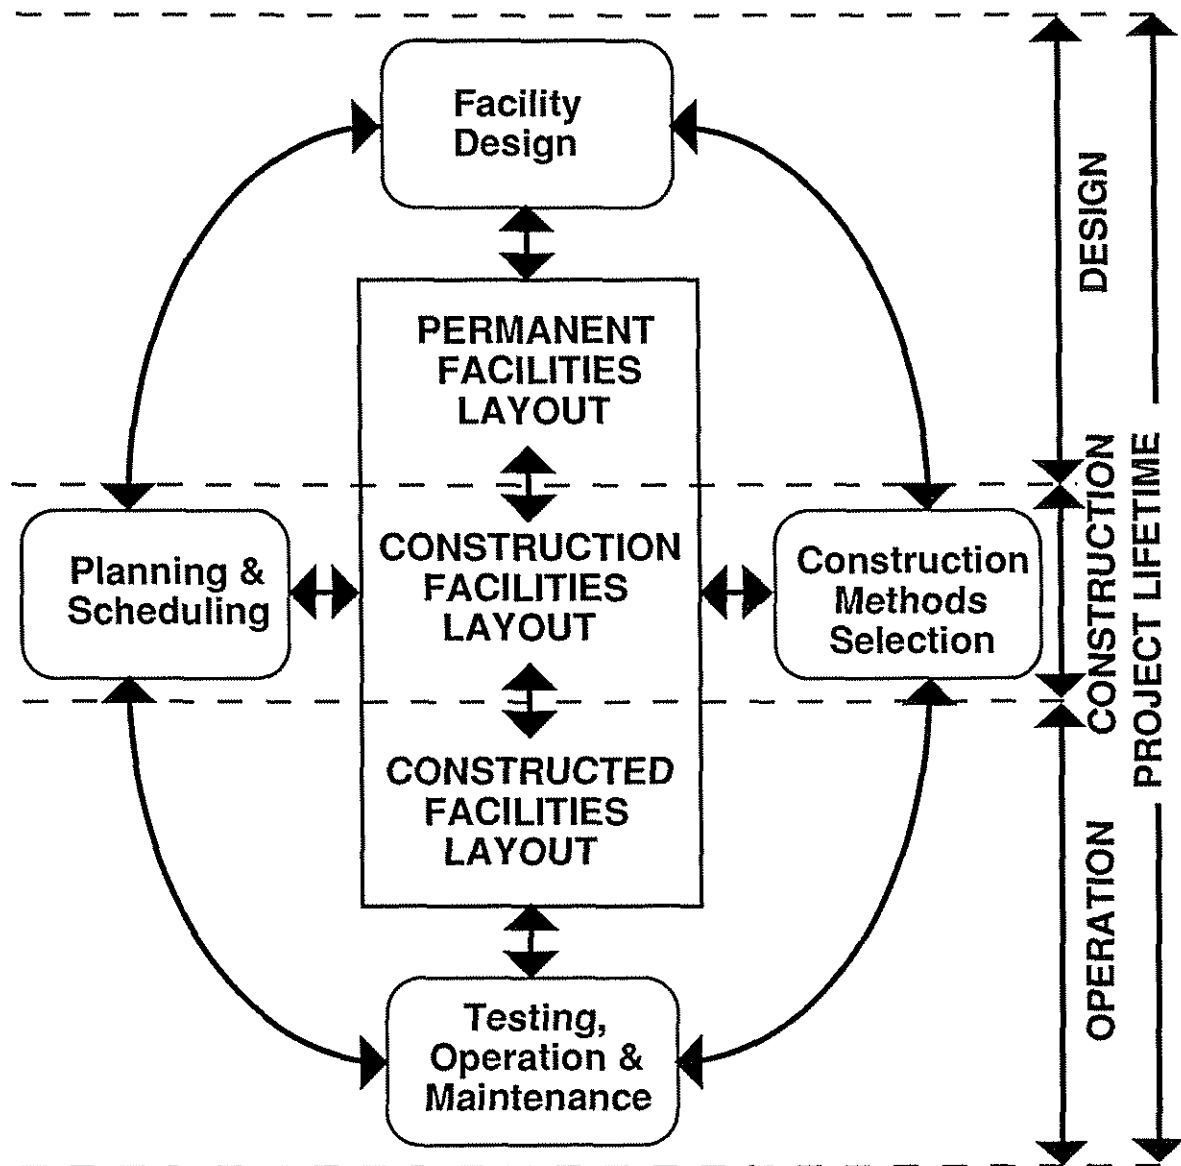 Facility
Design
PERMANENT
FACILITIES
LAYOUT
Planning &
Scheduling
CONSTRUCTION
FACILITIES
LAYOUT
Construction
Methods
Selection
CONSTRUCTED
FACILITIES
LAYOUT
Testing,
Operation &
Maintenance
DESIGN
CONSTRUCTION
OPERATION
PROJECT LIFETIME